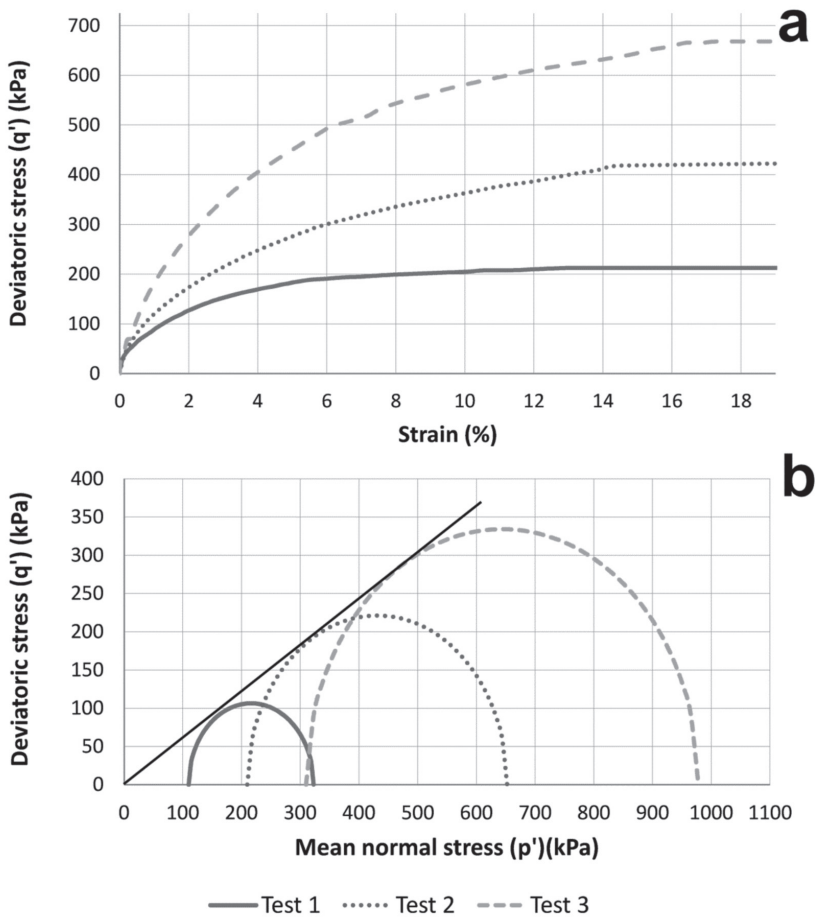 a
Deviatoric stress (q') (kPa)
700
600
500
400
300
200
100
0
0 2 4 6 8 10 12 14 16 18
Strain (%)
b
Deviatoric stress (q') (kPa)
400
350
300
250
200
150
100
50
0
0 100 200 300 400 500 600 700 800 900 1000 1100
Mean normal stress (p')(kPa)
Test 1 Test 2 Test 3